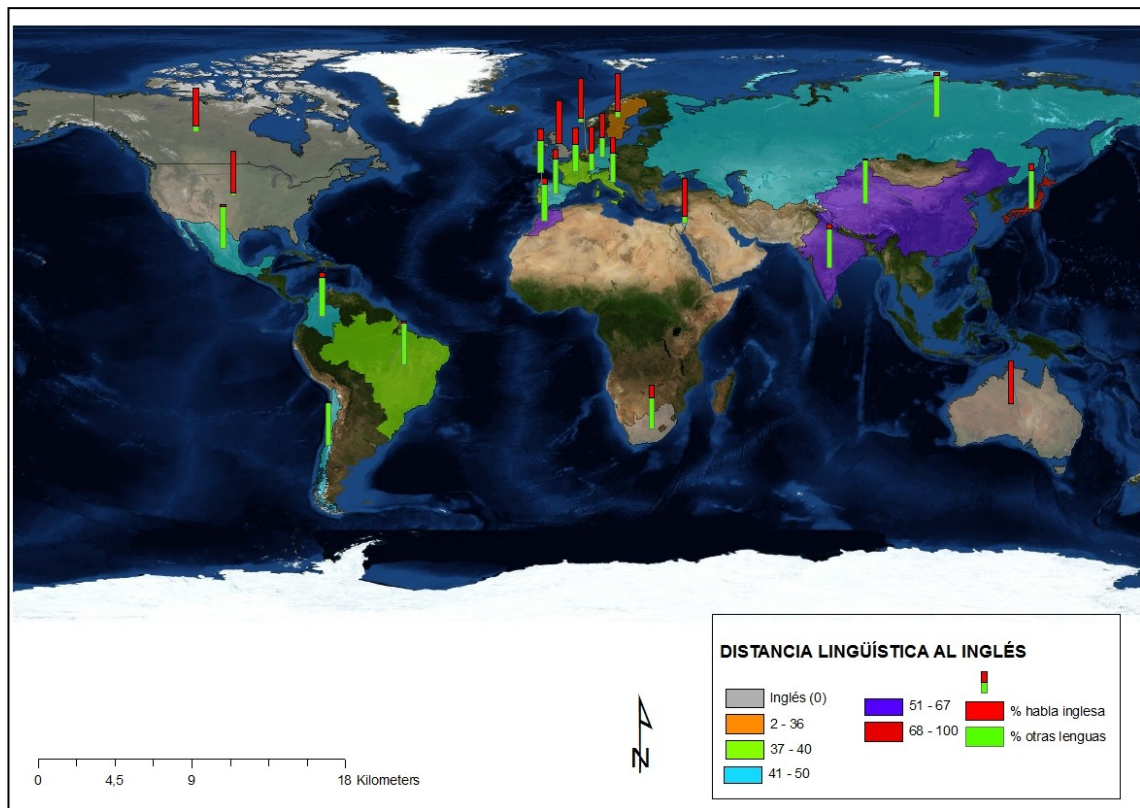 DISTANCIA LINGÜÍSTICA AL INGLÉS
Inglés (0)
2 - 36
37 - 40
41 - 50
51 - 67
68 - 100
% habla inglesa
% otras lenguas
N
0 4,5 9 18 Kilometers